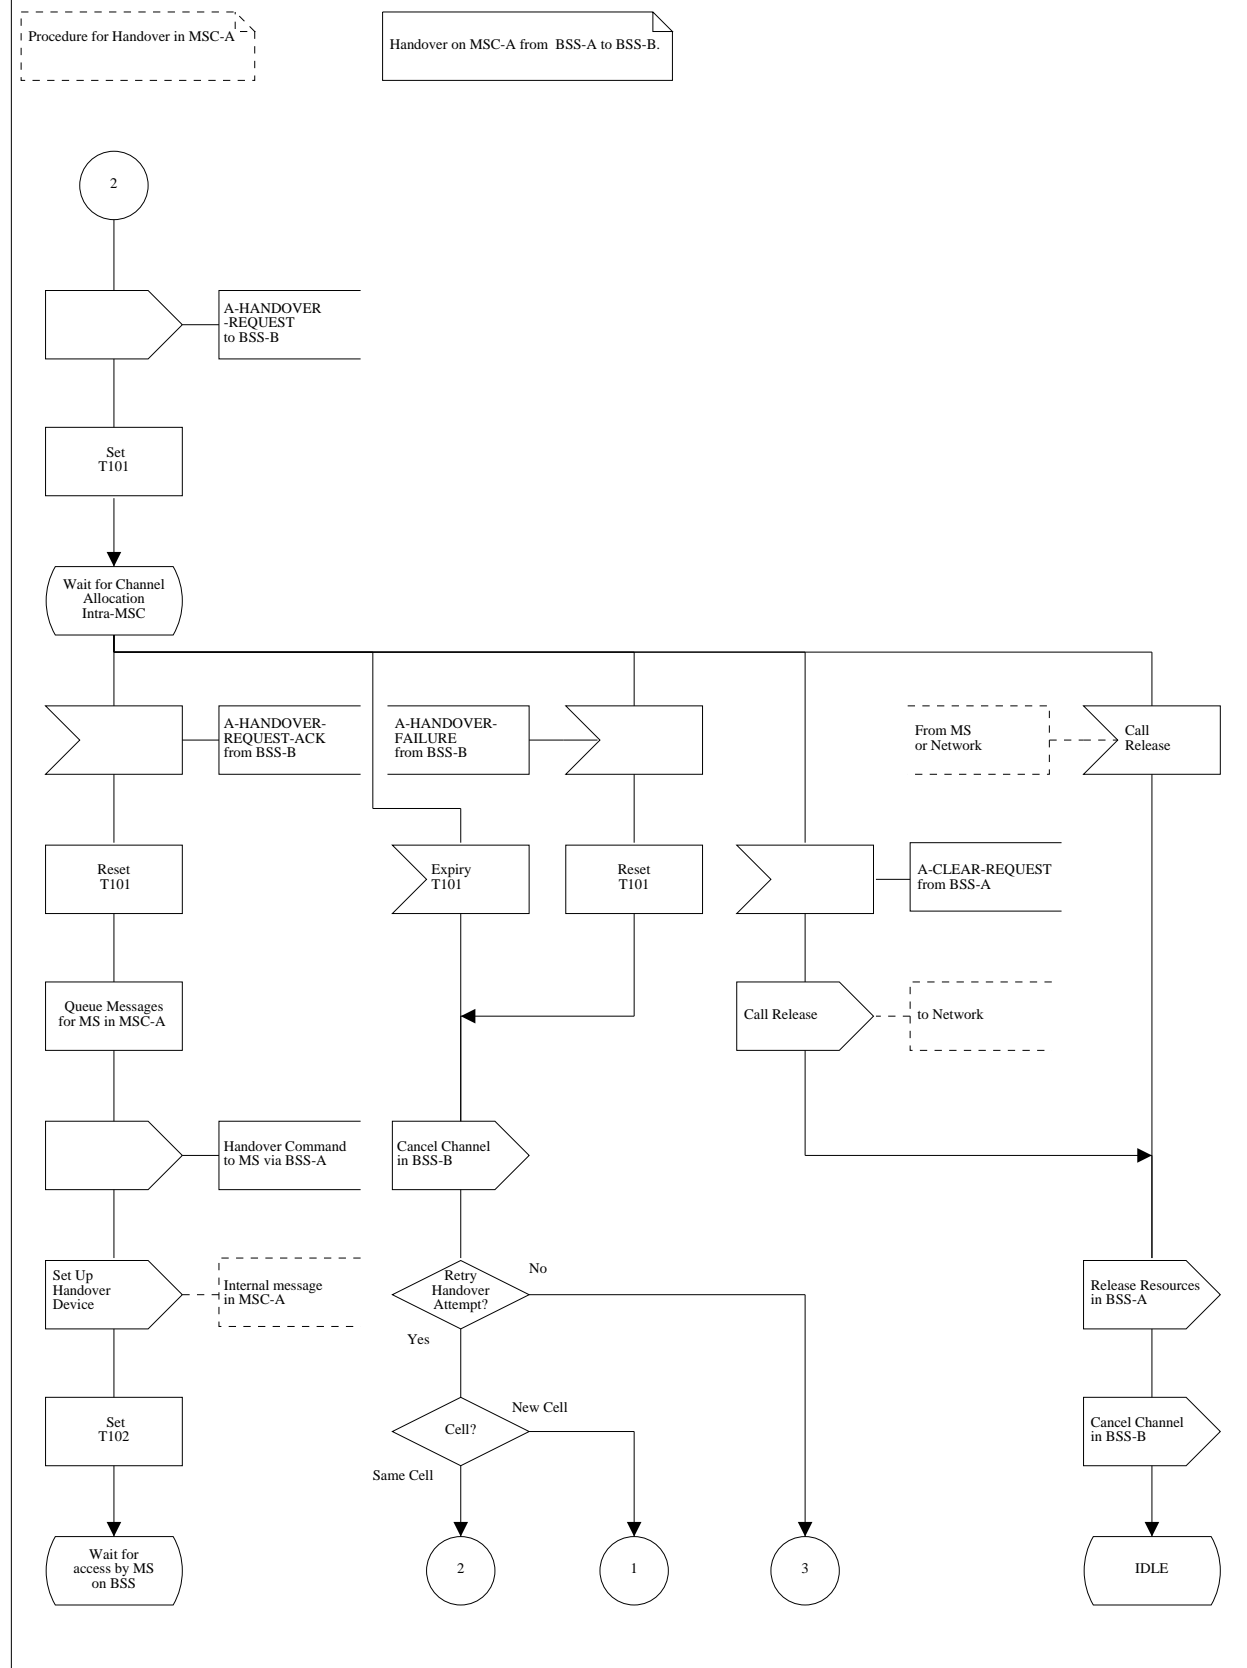 Procedure for Handover in MSC-A
Handover on MSC-A from BSS-A to BSS-B.
2
A-HANDOVER
-REQUEST
to BSS-B
Set
T101
Wait for Channel
Allocation
Intra-MSC
A-HANDOVER-
REQUEST-ACK
from BSS-B
A-HANDOVER-
FAILURE
from BSS-B
From MS
or Network
Call
Release
Reset
T101
Expiry
T101
Reset
T101
A-CLEAR-REQUEST
from BSS-A
Queue Messages
for MS in MSC-A
Call Release
to Network
Handover Command
to MS via BSS-A
Cancel Channel
in BSS-B
Set Up
Handover
Device
Internal message
in MSC-A
Retry
Handover
Attempt?
No
Yes
Release Resources
in BSS-A
Set
T102
Cell?
New Cell
Same Cell
Cancel Channel
in BSS-B
Wait for
access by MS
on BSS
2
1
3
IDLE